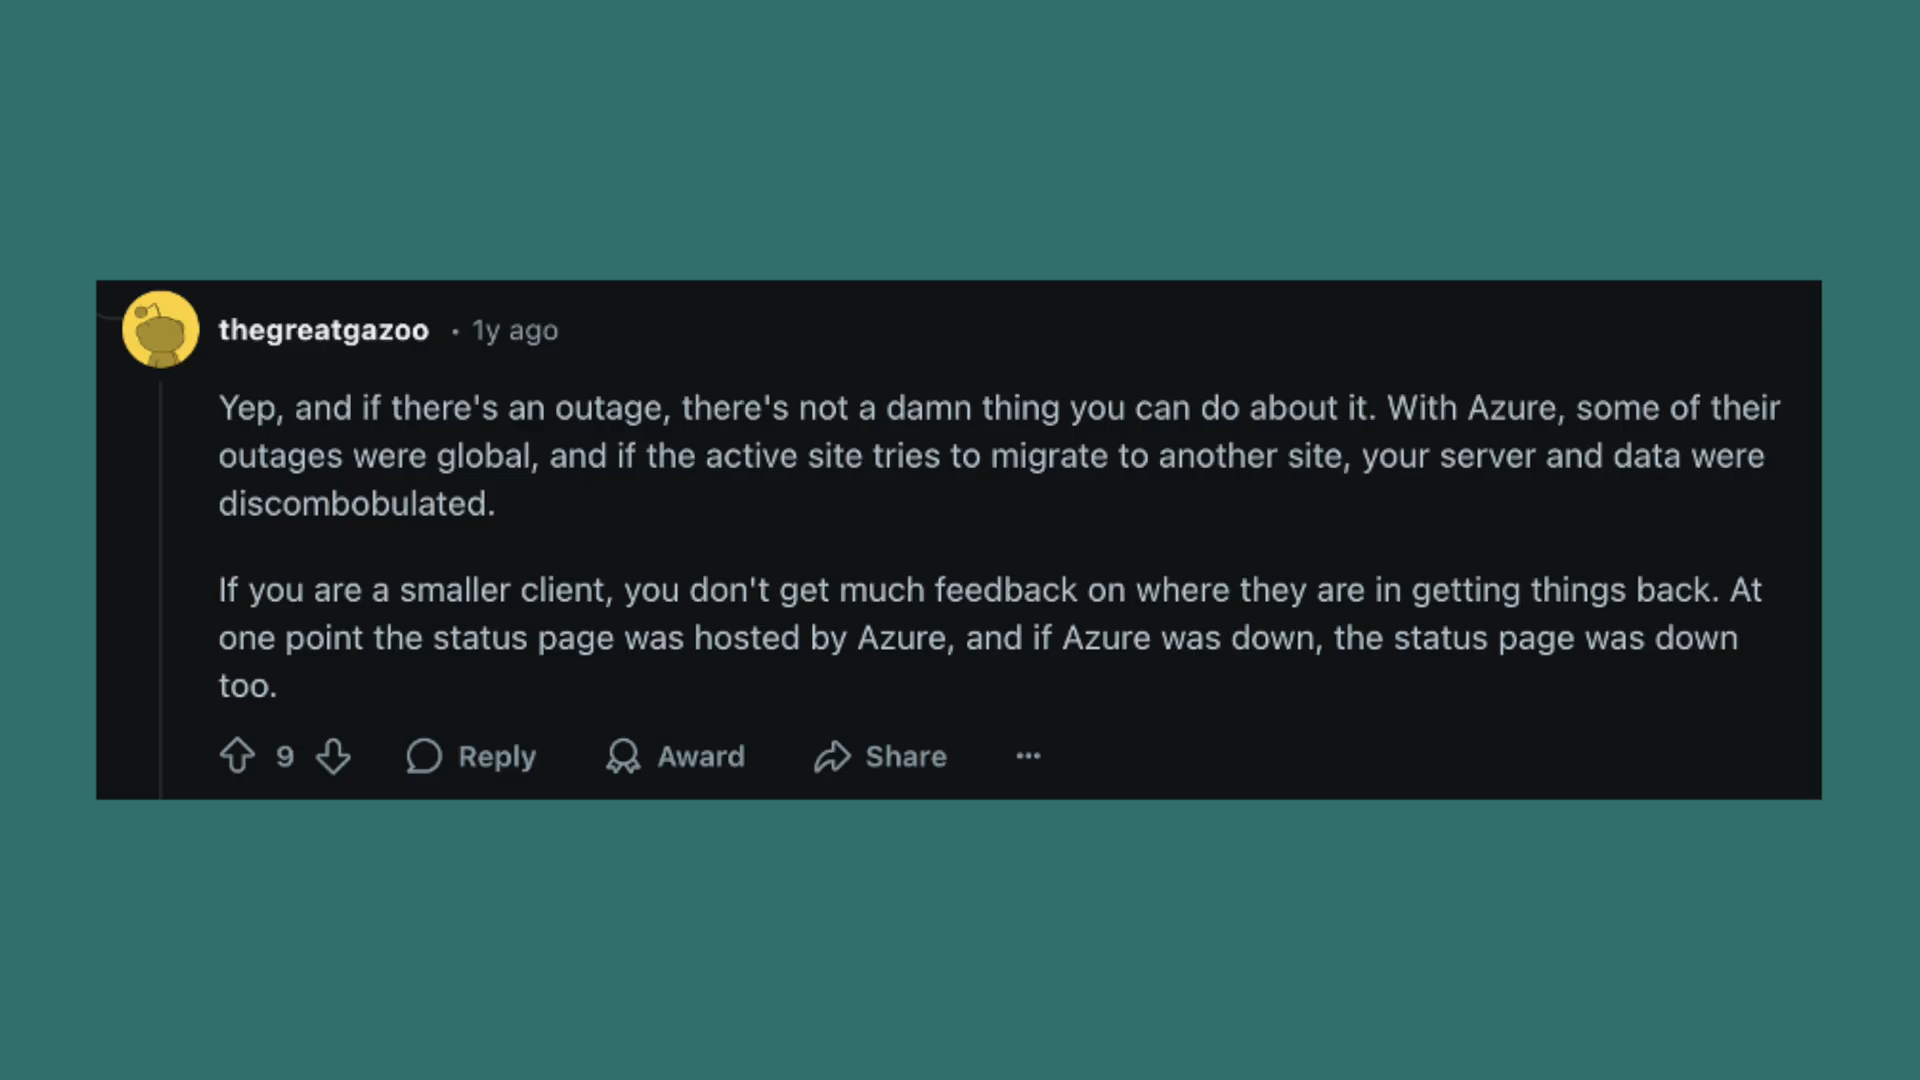 thegreatgazoo • 1y ago
Yep, and if there's an outage, there's not a damn thing you can do about it. With Azure, some of their
outages were global, and if the active site tries to migrate to another site, your server and data were
discombobulated.
If you are a smaller client, you don't get much feedback on where they are in getting things back. At
one point the status page was hosted by Azure, and if Azure was down, the status page was down
too.
9 Reply Award Share ...